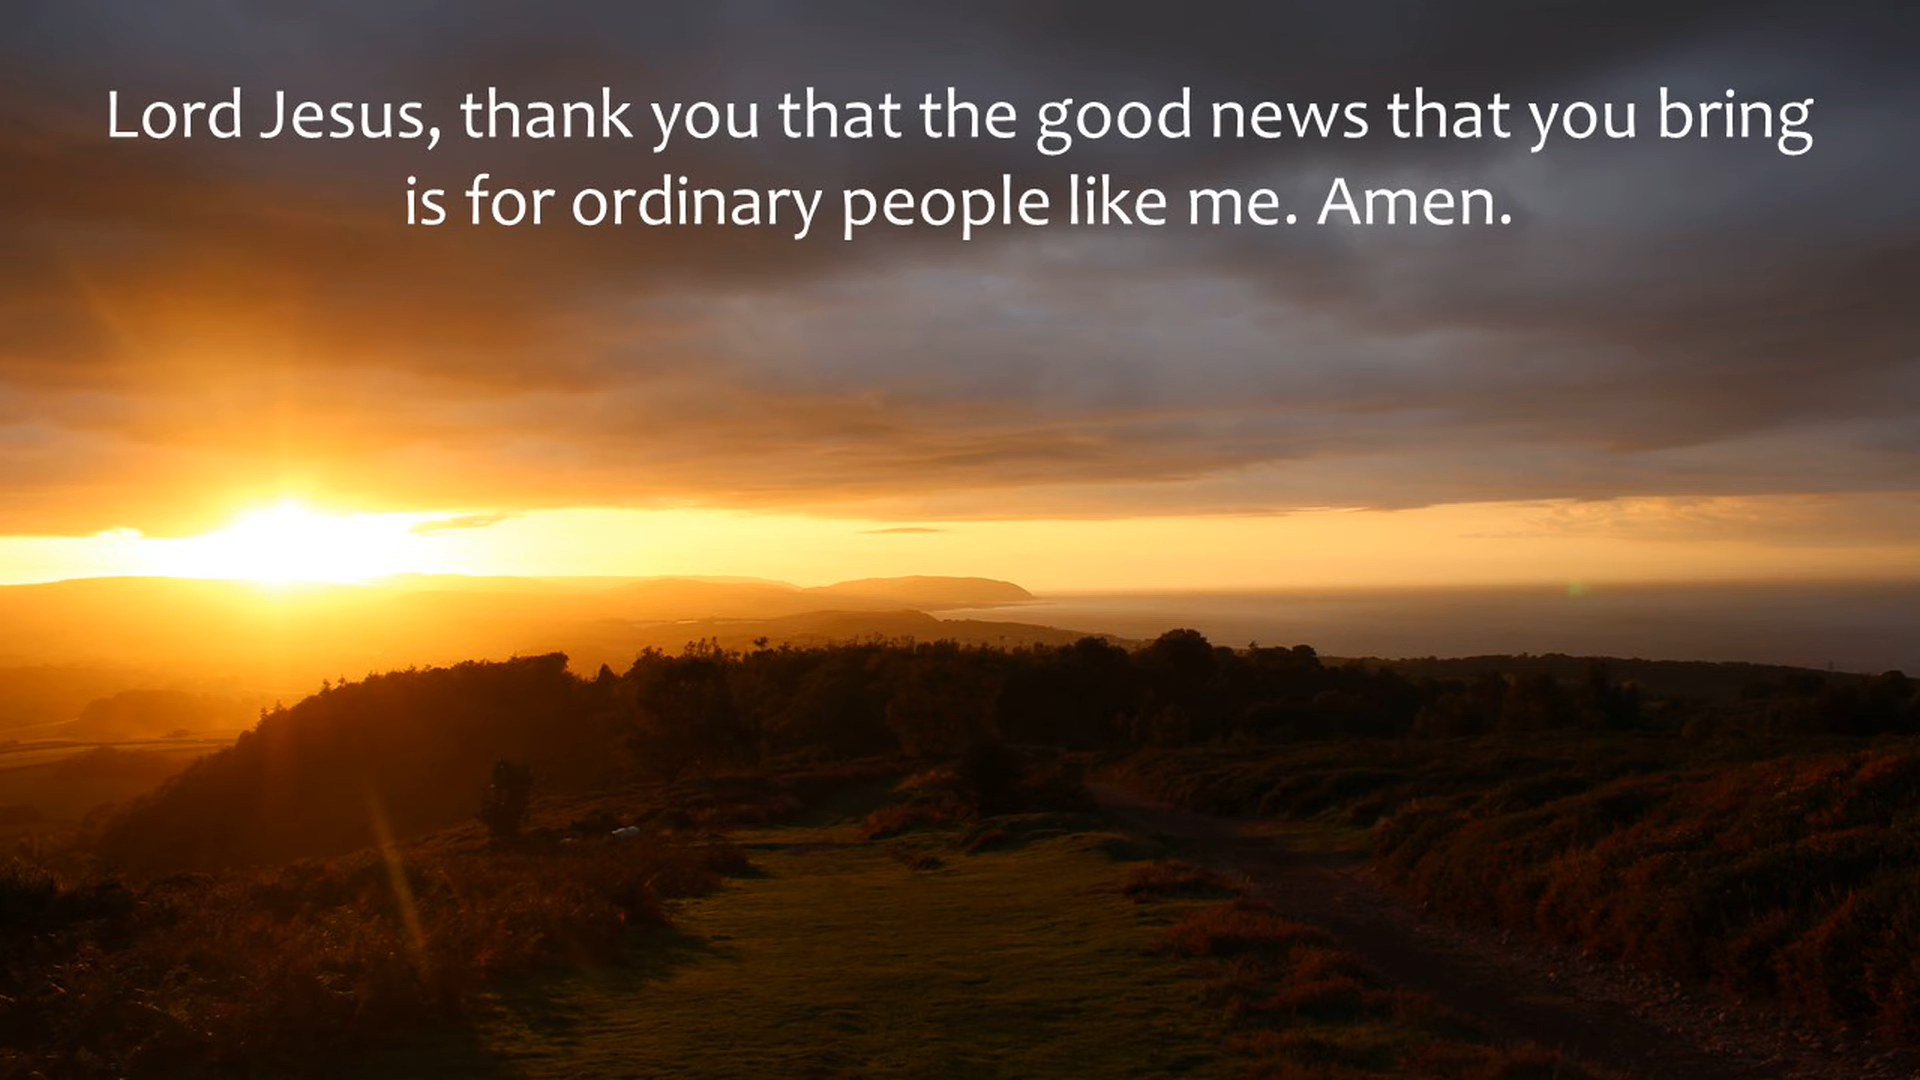 Lord Jesus, thank you that the good news that you bring
is for ordinary people like me. Amen.